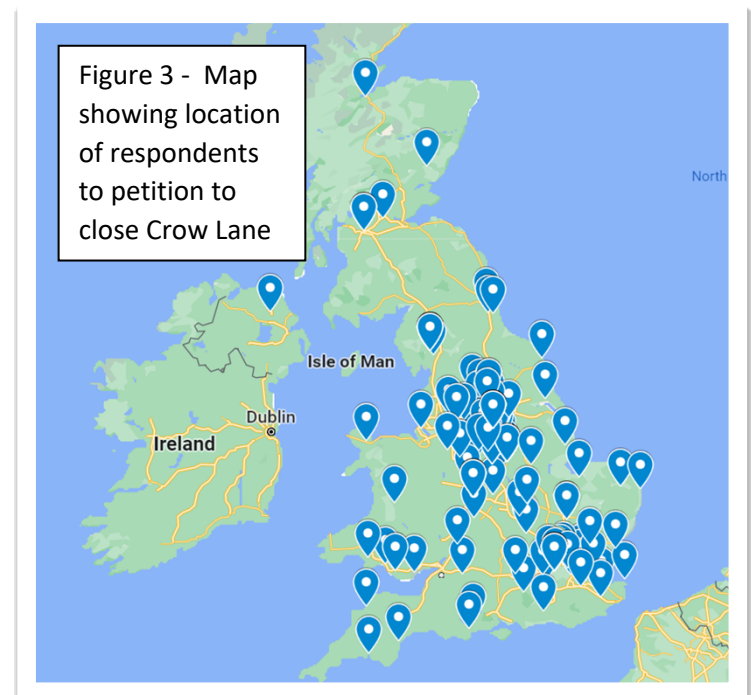 Figure 3 - Map
showing location
of respondents
to petition to
close Crow Lane
North
Isle of Man
Dublin
Ireland